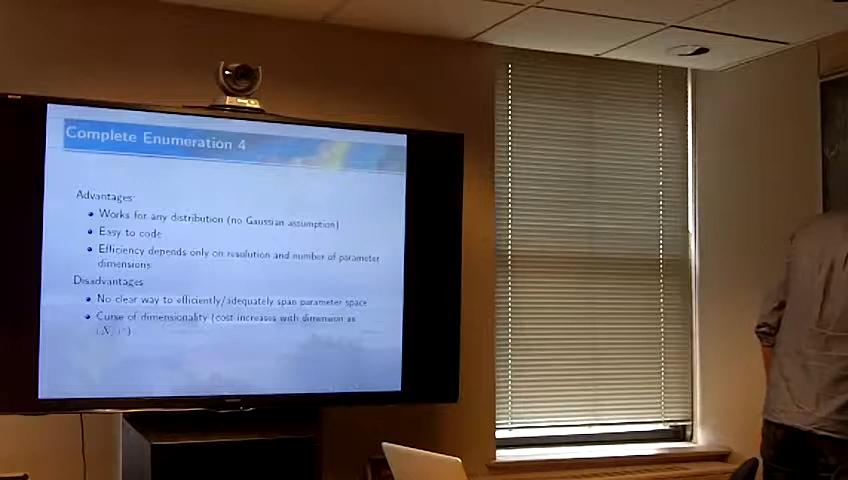 Complete Enumeration 4
Advantages:
Works for any distribution (no Gaussian assumption)
Easy to code
Efficiency depends only on resolution and number of parameter
dimensions
Disadvantages
No clear way to efficiently/adequately span parameter space
Curse of dimensionality (cost increases with dimension as